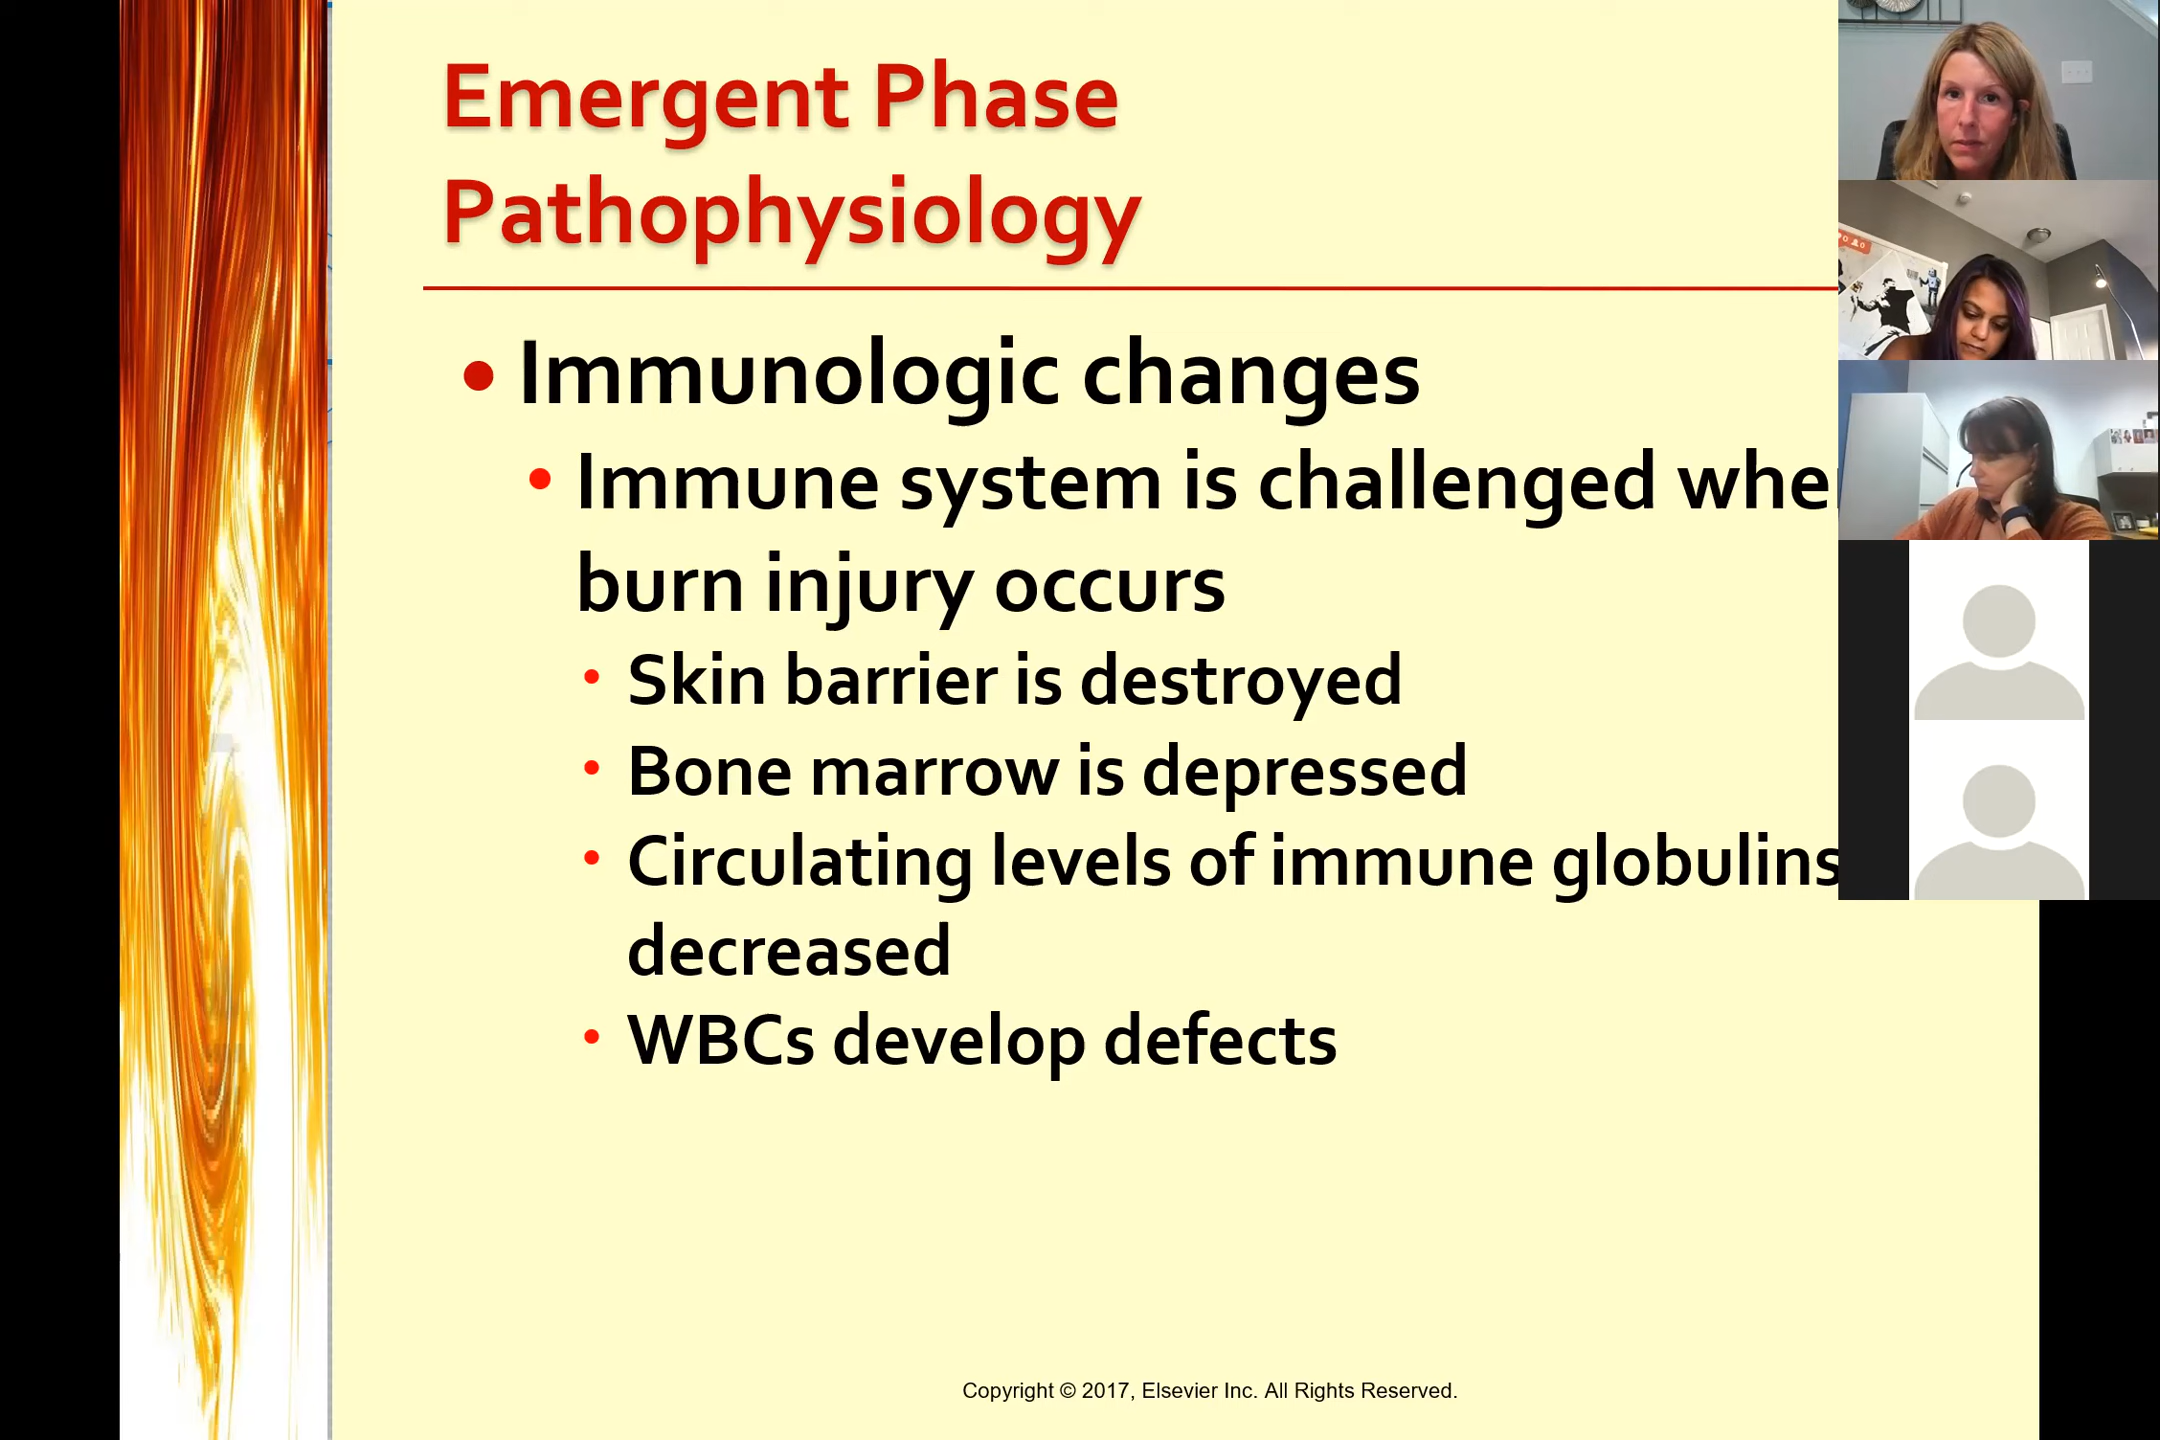 Emergent Phase
Pathophysiology
• Immunologic changes
• Immune system is challenged whe
burn injury occurs
• Skin barrier is destroyed
• Bone marrow is depressed
• Circulating levels of immune globulins
decreased
• WBCs develop defects
Copyright © 2017, Elsevier Inc. All Rights Reserved.